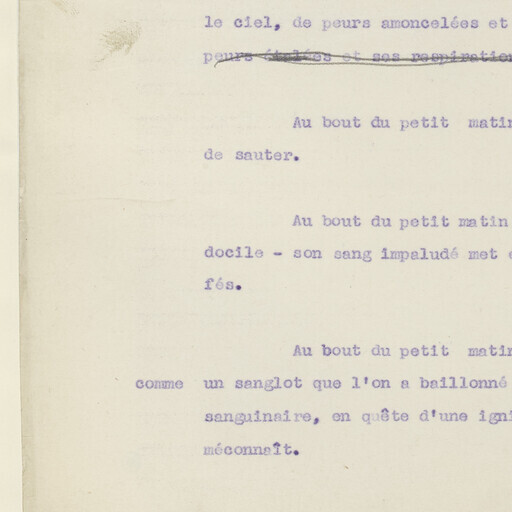 le ciel, de peurs amoncelées et
peurs étalées et ses respiration
Au bout du petit matin
de sauter.
Au bout du petit matin
docile - son sang impaludé met
fés.
Au bout du petit matin
comme un sanglot que l'on a baillonné
sanguinaire, en quête d'une igni
méconnaît.